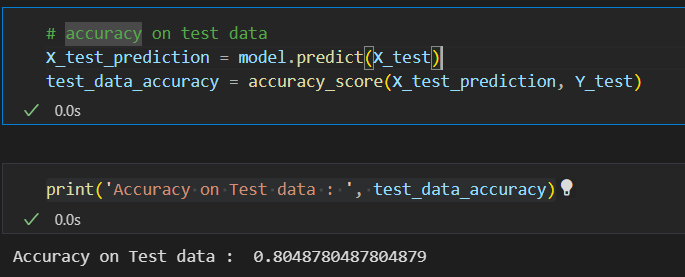 # accuracy on test data
X_test_prediction = model.predict(X_test)
test_data_accuracy = accuracy_score(X_test_prediction, Y_test)
0.0s
print('Accuracy on Test data : ', test_data_accuracy)
0.0s
Accuracy on Test data :  0.8048780487804879